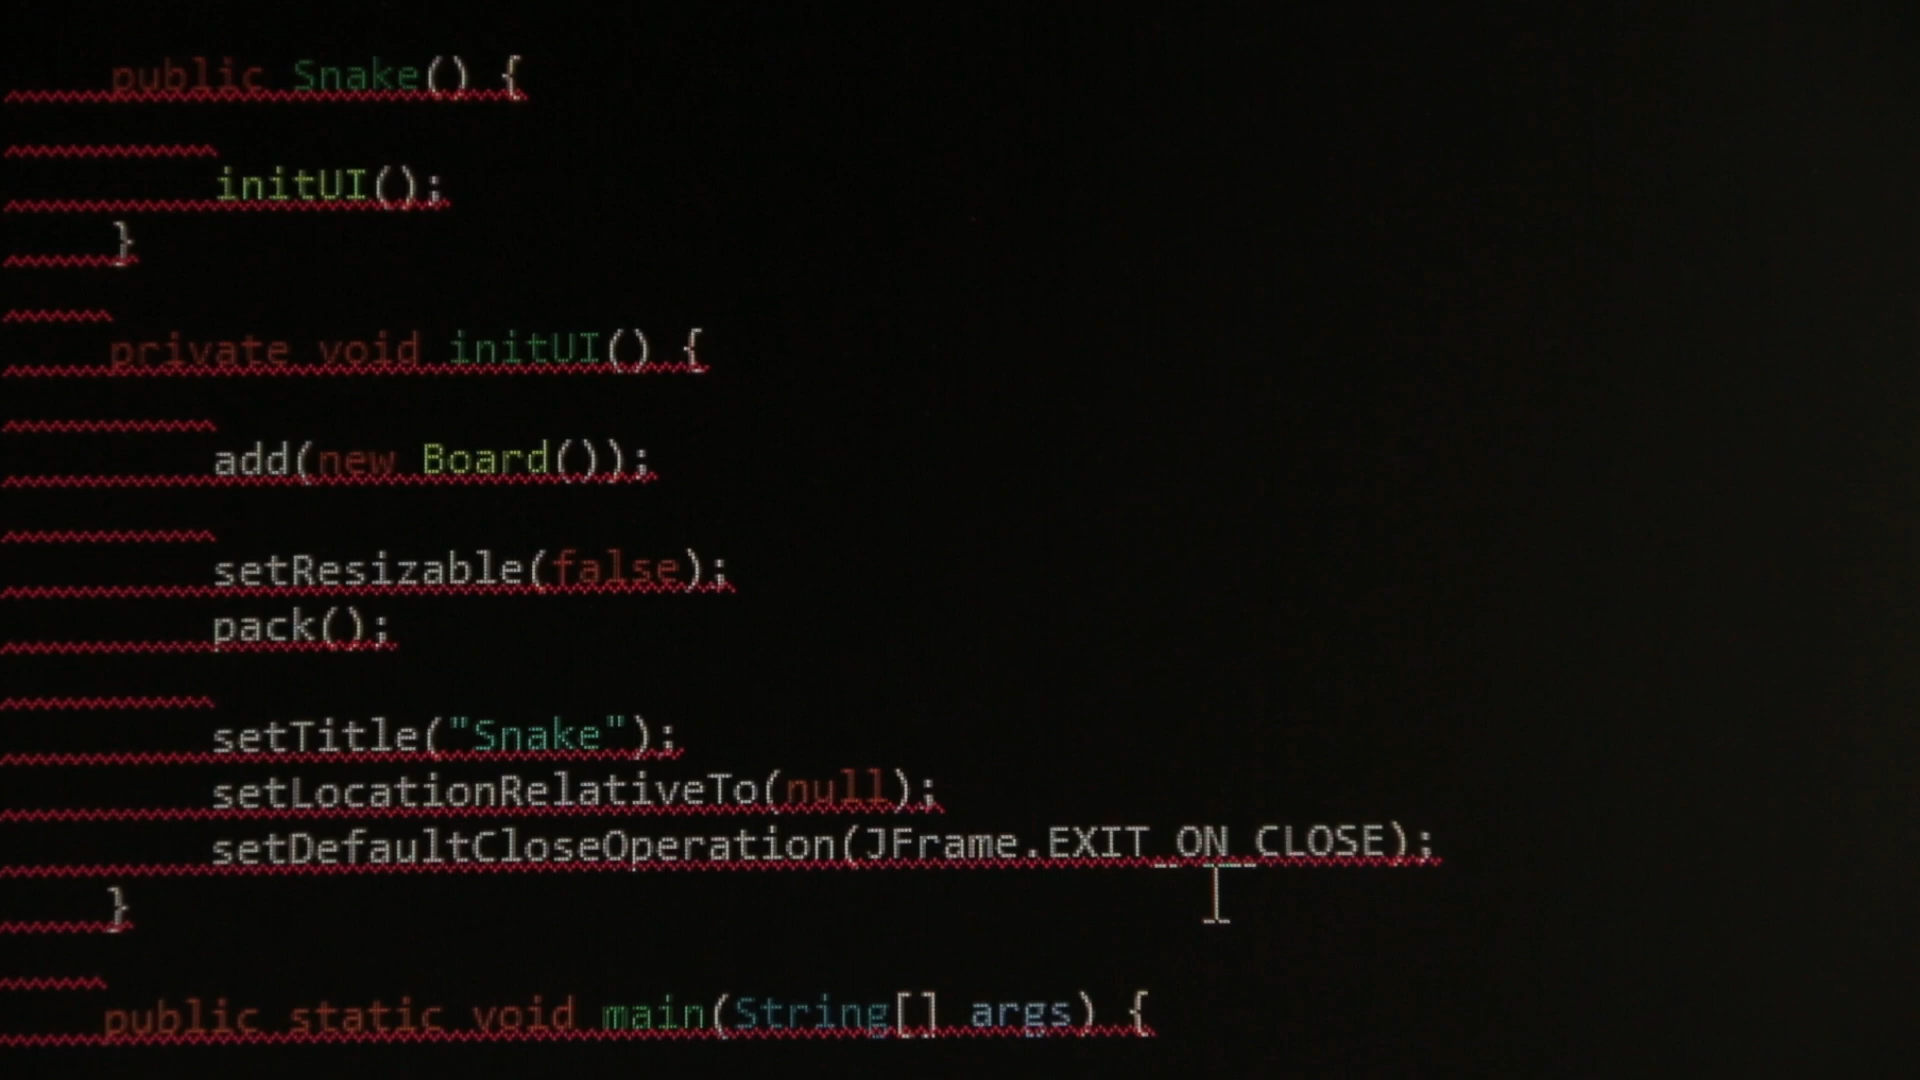 public Snake() {
initUI();
}
private void initUI() {
add(new Board());
setResizable(false);
pack();
setTitle("Snake");
setLocationRelativeTo(null);
setDefaultCloseOperation(JFrame.EXIT_ON_CLOSE);
}
public static void main(String[] args) {